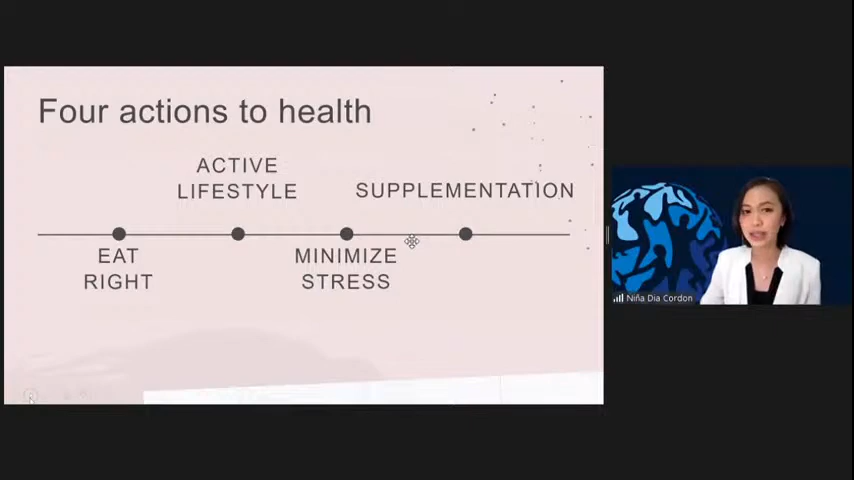 Four actions to health
ACTIVE
LIFESTYLE
SUPPLEMENTATION
EAT
RIGHT
MINIMIZE
STRESS
Niña Dia Cordon